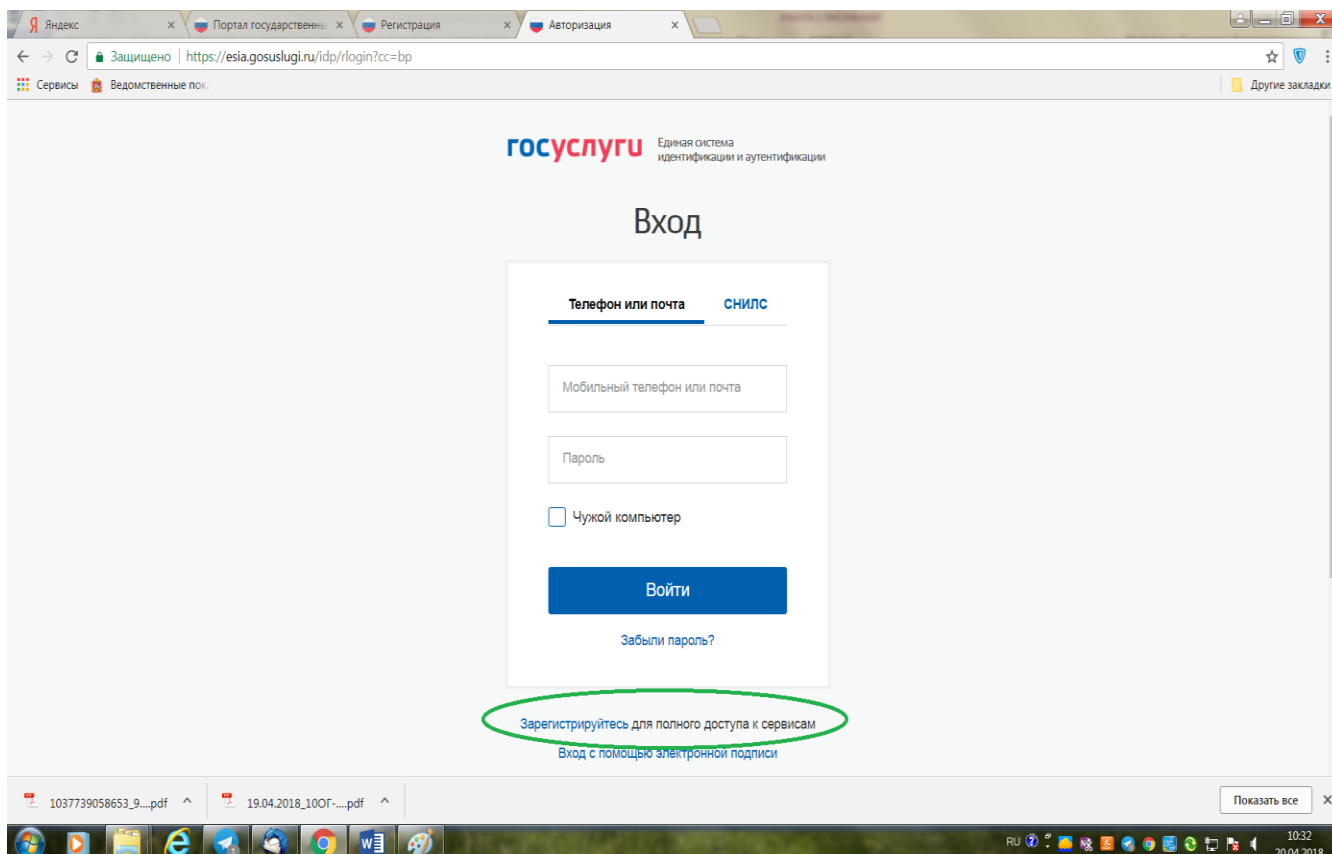 Яндекс
Портал государственны
Регистрация
Авторизация
Защищено
https://esia.gosuslugi.ru/idp/rlogin?cc=bp
Сервисы
Ведомственные пок
Другие закладки
госуслуги
Единая система
идентификации и аутентификации
Вход
Телефон или почта
СНИЛС
Мобильный телефон или почта
Пароль
Чужой компьютер
Войти
Забыли пароль?
Зарегистрируйтесь для полного доступа к сервисам
Вход с помощью электронной подписи
1037739058653_9....pdf
19.04.2018_10ОГ-....pdf
Показать все
RU
10:32
20.04.2018